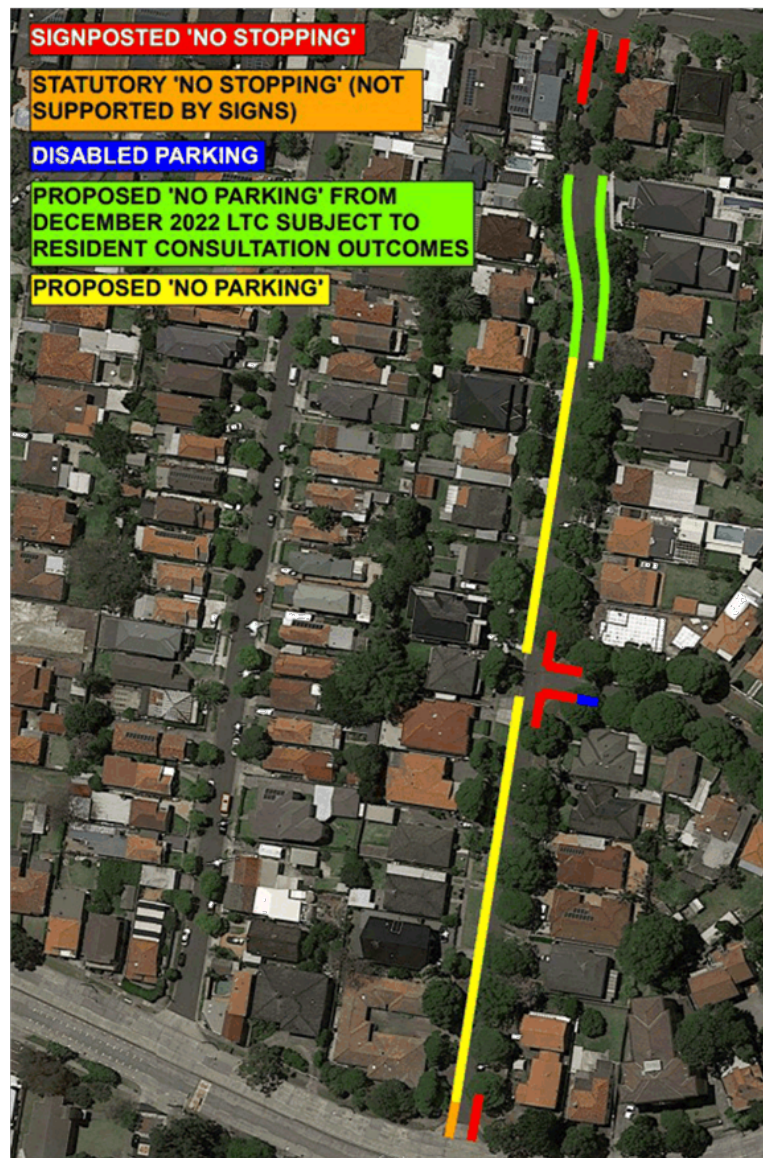 SIGNPOSTED 'NO STOPPING'
STATUTORY 'NO STOPPING' (NOT
SUPPORTED BY SIGNS)
DISABLED PARKING
PROPOSED 'NO PARKING' FROM
DECEMBER 2022 LTC SUBJECT TO
RESIDENT CONSULTATION OUTCOMES
PROPOSED 'NO PARKING'